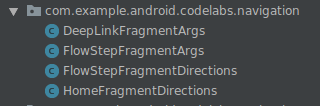 com.example.android.codelabs.navigation
DeepLinkFragmentArgs
FlowStepFragmentArgs
FlowStepFragmentDirections
HomeFragmentDirections